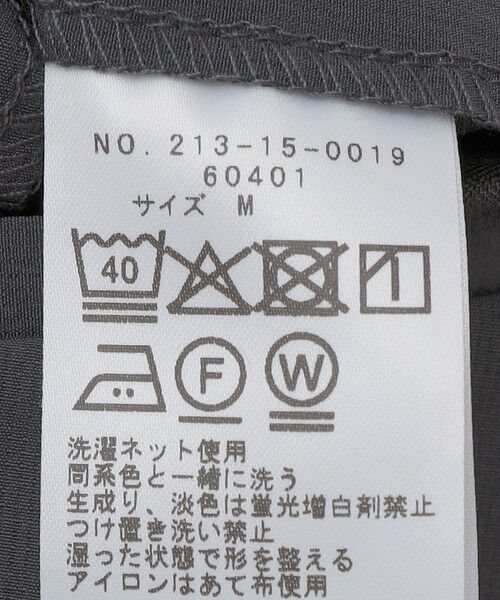 NO. 213-15-0019
60401
サイズ M
40
F W
洗濯ネット使用
同系色と一緒に洗う
生成り、淡色は蛍光増白剤禁止
つけ置き洗い禁止
湿った状態で形を整える
アイロンはあて布使用